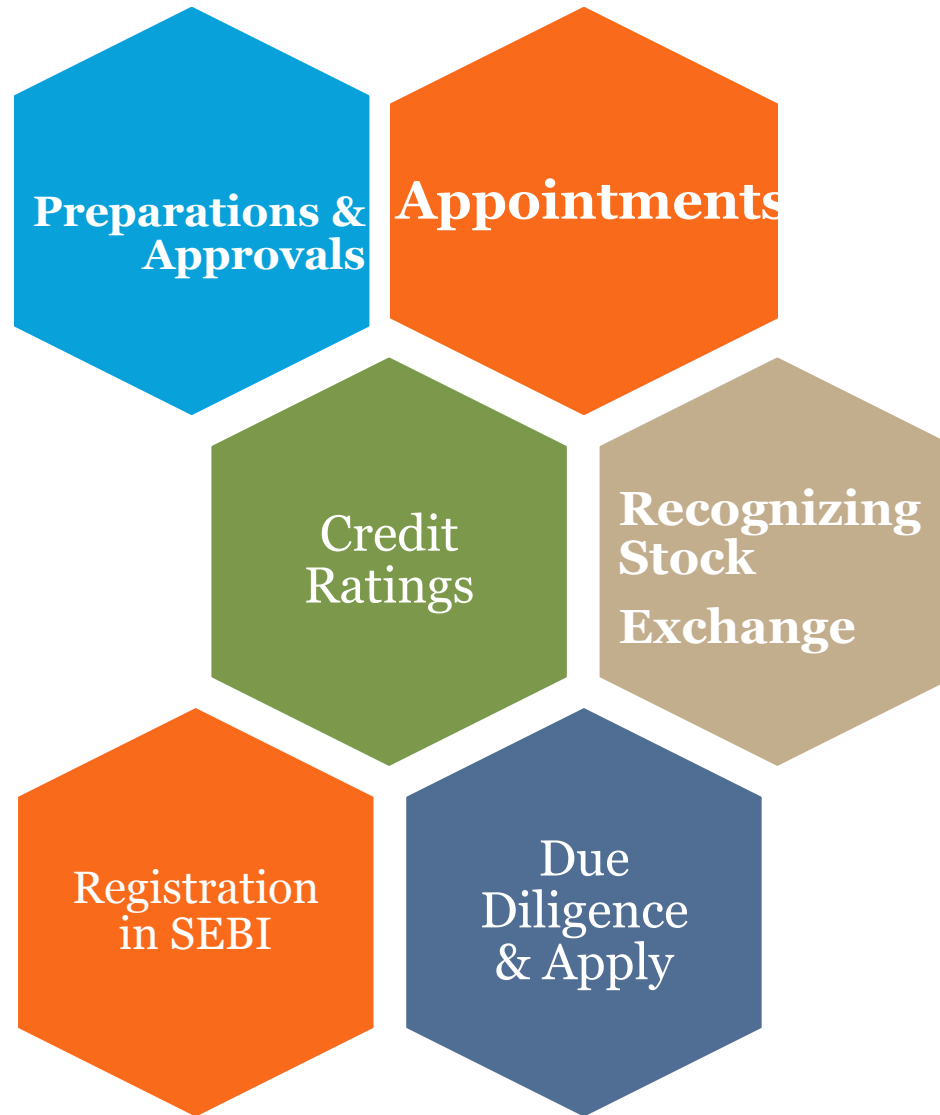 Preparations &
Approvals
Appointments
Credit
Ratings
Recognizing
Stock
Exchange
Registration
in SEBI
Due
Diligence
& Apply